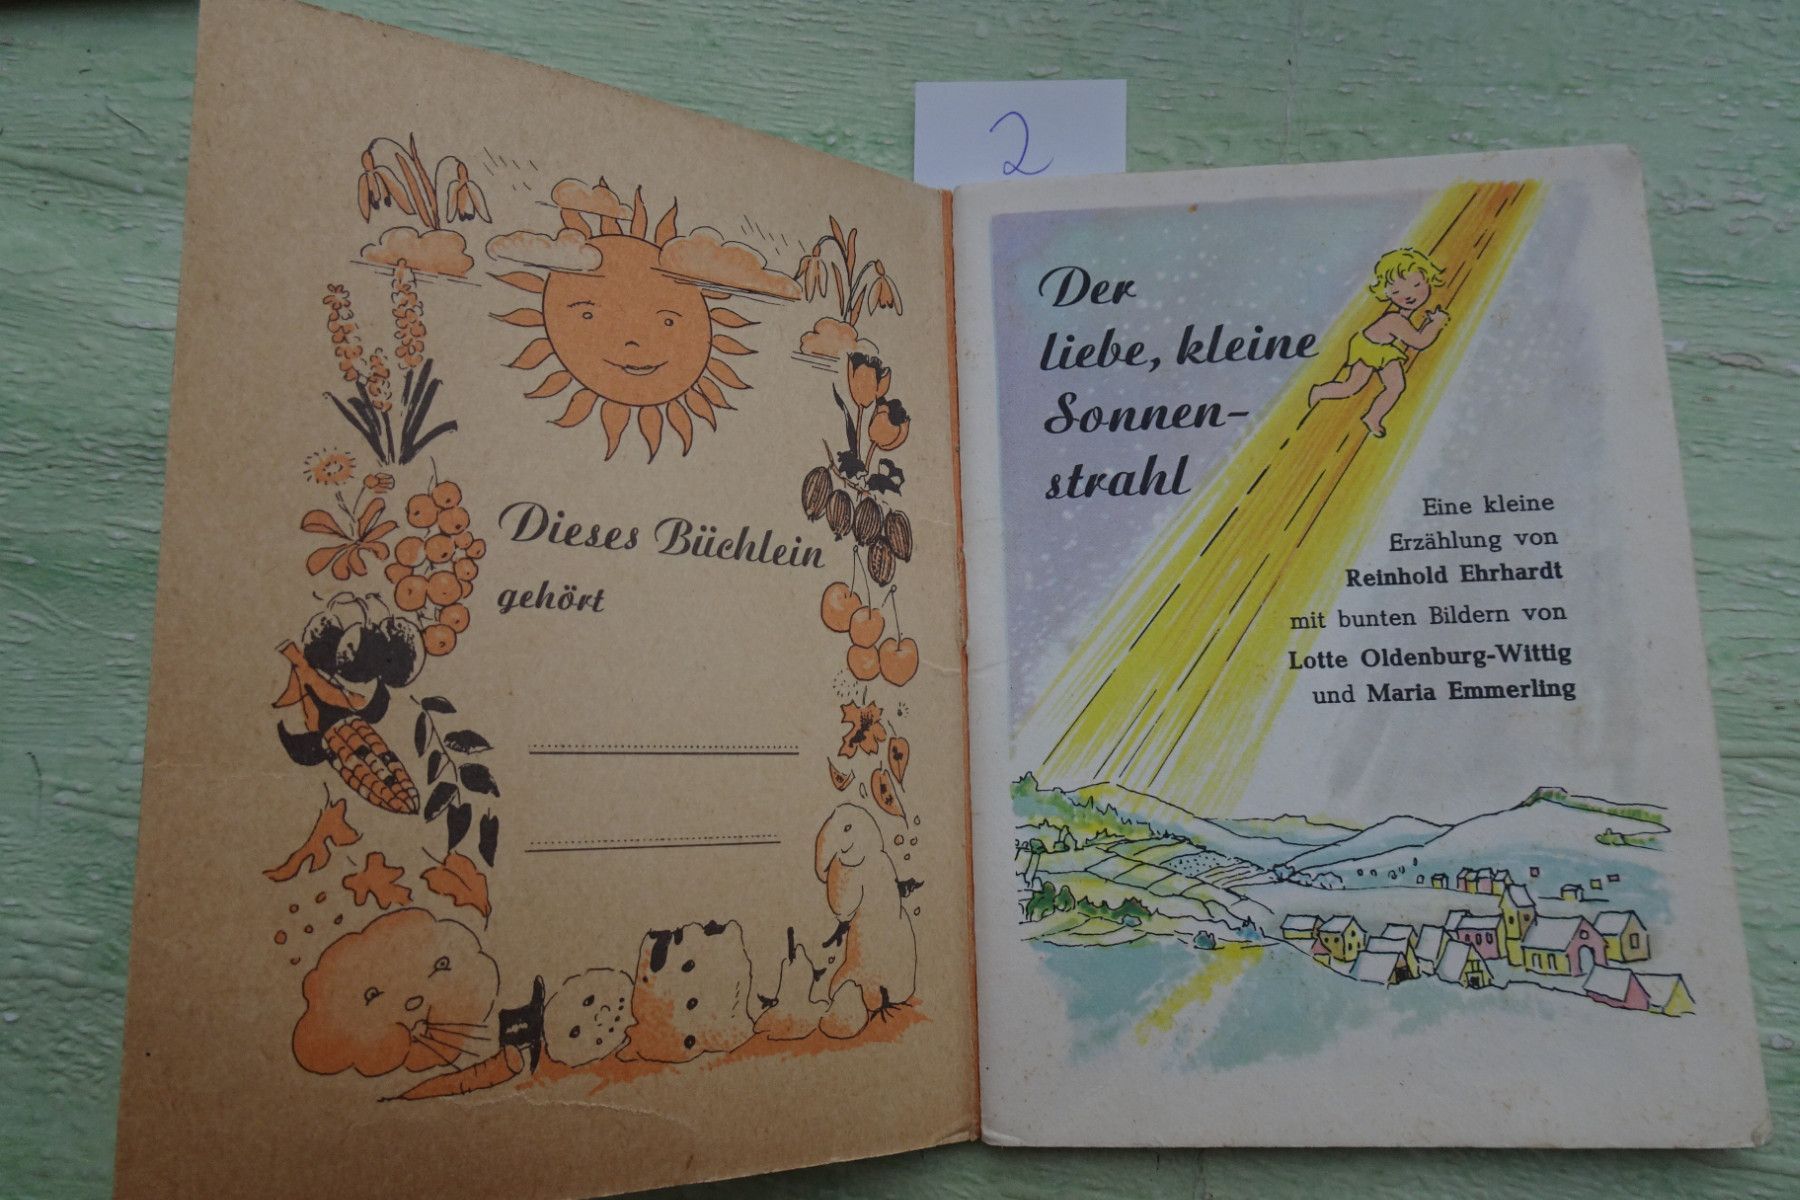 2
Dieses Büchlein
gehört
Der
liebe, kleine
Sonnen-
strahl
Eine kleine
Erzählung von
Reinhold Ehrhardt
mit bunten Bildern von
Lotte Oldenburg-Wittig
und Maria Emmerling